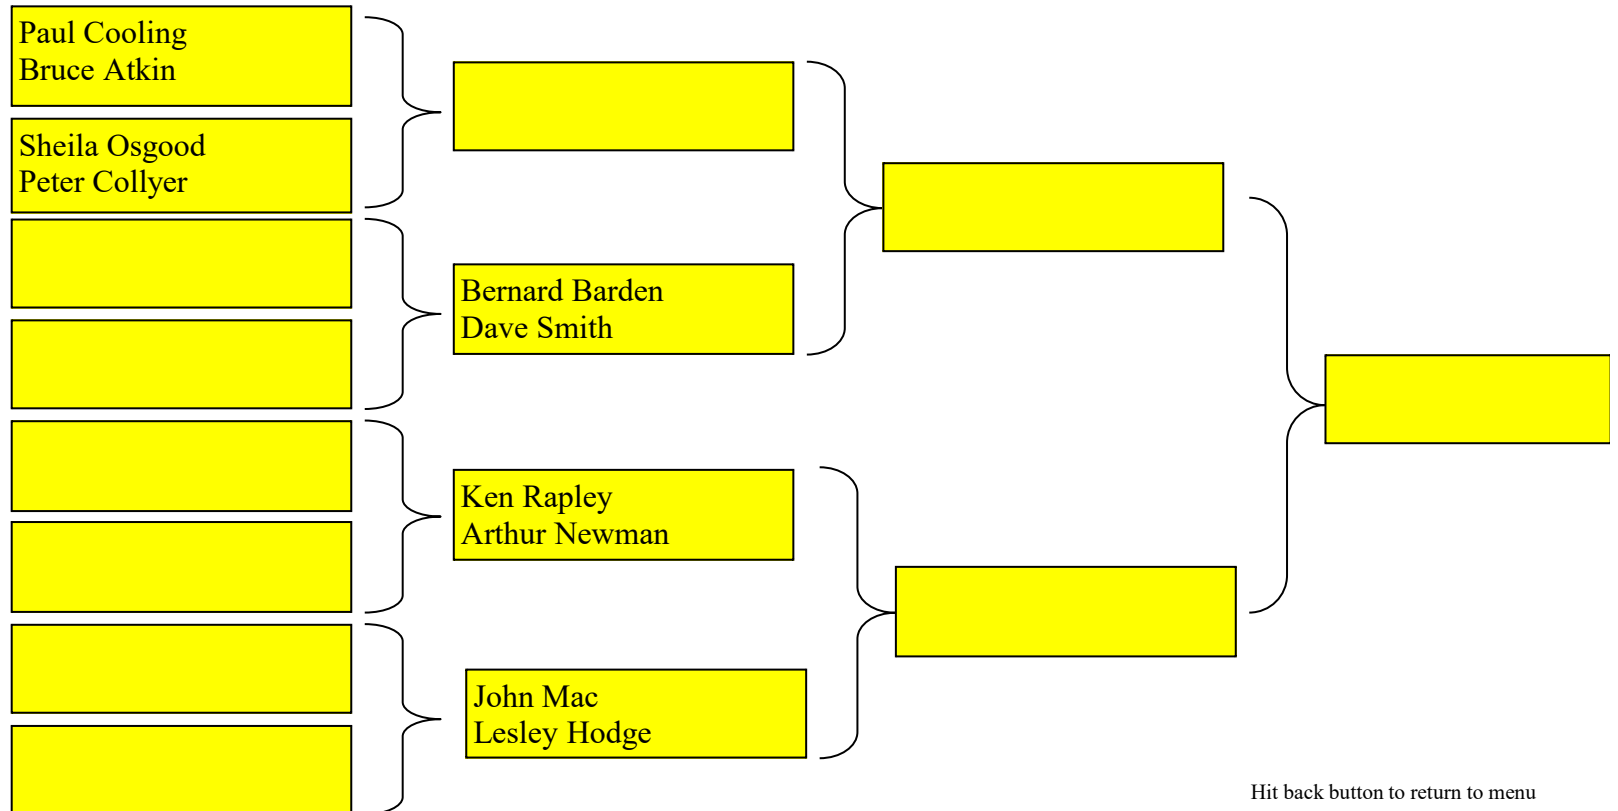 Paul Cooling
Bruce Atkin
Sheila Osgood
Peter Collyer
Bernard Barden
Dave Smith
Ken Rapley
Arthur Newman
John Mac
Lesley Hodge
Hit back button to return to menu